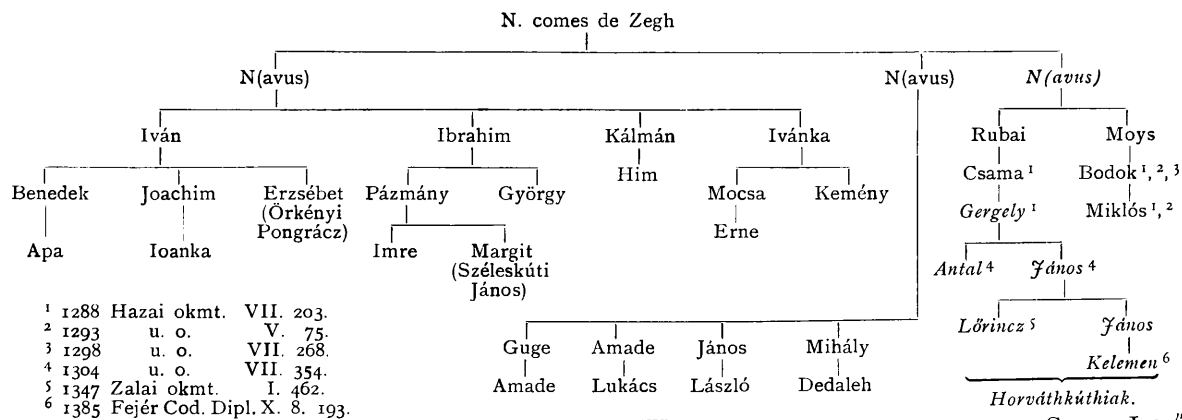 N. comes de Zegh
N(avus) N(avus) N(avus)
Iván Ibrahim Kálmán Ivánka Rubai Moys
Him
Benedek Joachim Erzsébet (Örkényi Pongrácz) Pázmány György Mocsa Kemény Csama ¹ Bodok ¹, ², ³
Gergely ¹ Miklós ¹, ²
Apa Ioanka Imre Margit (Széleskúti János) Erne
Antal ⁴ János ⁴
¹ 1288 Hazai okmt. VII. 203.
² 1293 u. o. V. 75.
³ 1298 u. o. VII. 268.
⁴ 1304 u. o. VII. 354.
⁵ 1347 Zalai okmt. I. 462.
⁶ 1385 Fejér Cod. Dipl. X. 8. 193.
Guge Amade János Mihály
Amade Lukács László Dedaleh
Lőrincz ⁵ János
Kelemen ⁶
Horváthkúthiak.